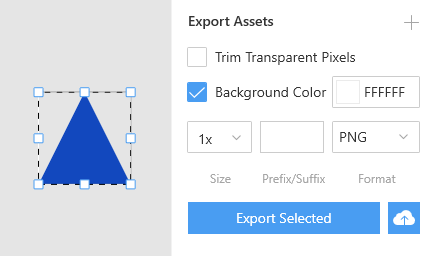 Export Assets
Trim Transparent Pixels
Background Color FFFFFF
1x PNG
Size Prefix/Suffix Format
Export Selected